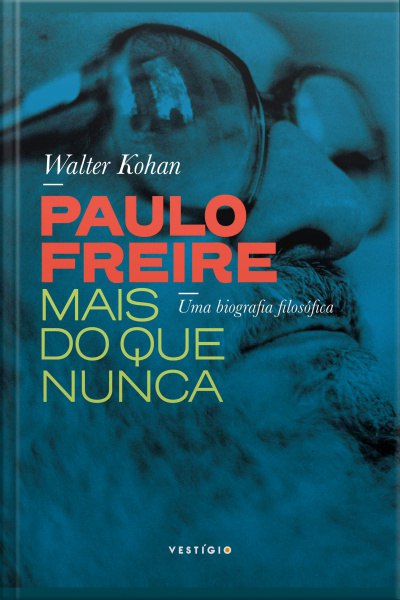 Walter Kohan
PAULO
FREIRE
MAIS
Uma biografia filosófica
DO QUE
NUNCA
VESTÍGIO